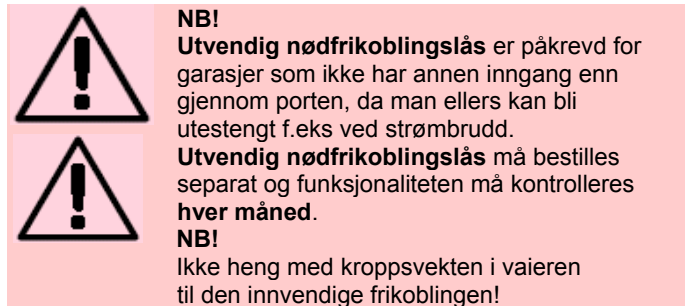 NB!
Utvendig nødfrikoblingslås er påkrevd for
garasjer som ikke har annen inngang enn
gjennom porten, da man ellers kan bli
utestengt f.eks ved strømbrudd.
Utvendig nødfrikoblingslås må bestilles
separat og funksjonaliteten må kontrolleres
hver måned.
NB!
Ikke heng med kroppsvekten i vaieren
til den innvendige frikoblingen!